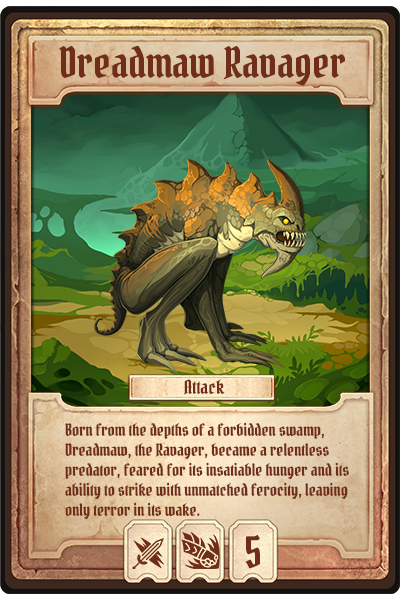 Dreadmaw Ravager
Attack
Born from the depths of a forbidden swamp,
Dreadmaw, the Ravager, became a relentless
predator, feared for its insatiable hunger and its
ability to strike with unmatched ferocity, leaving
only terror in its wake.
5